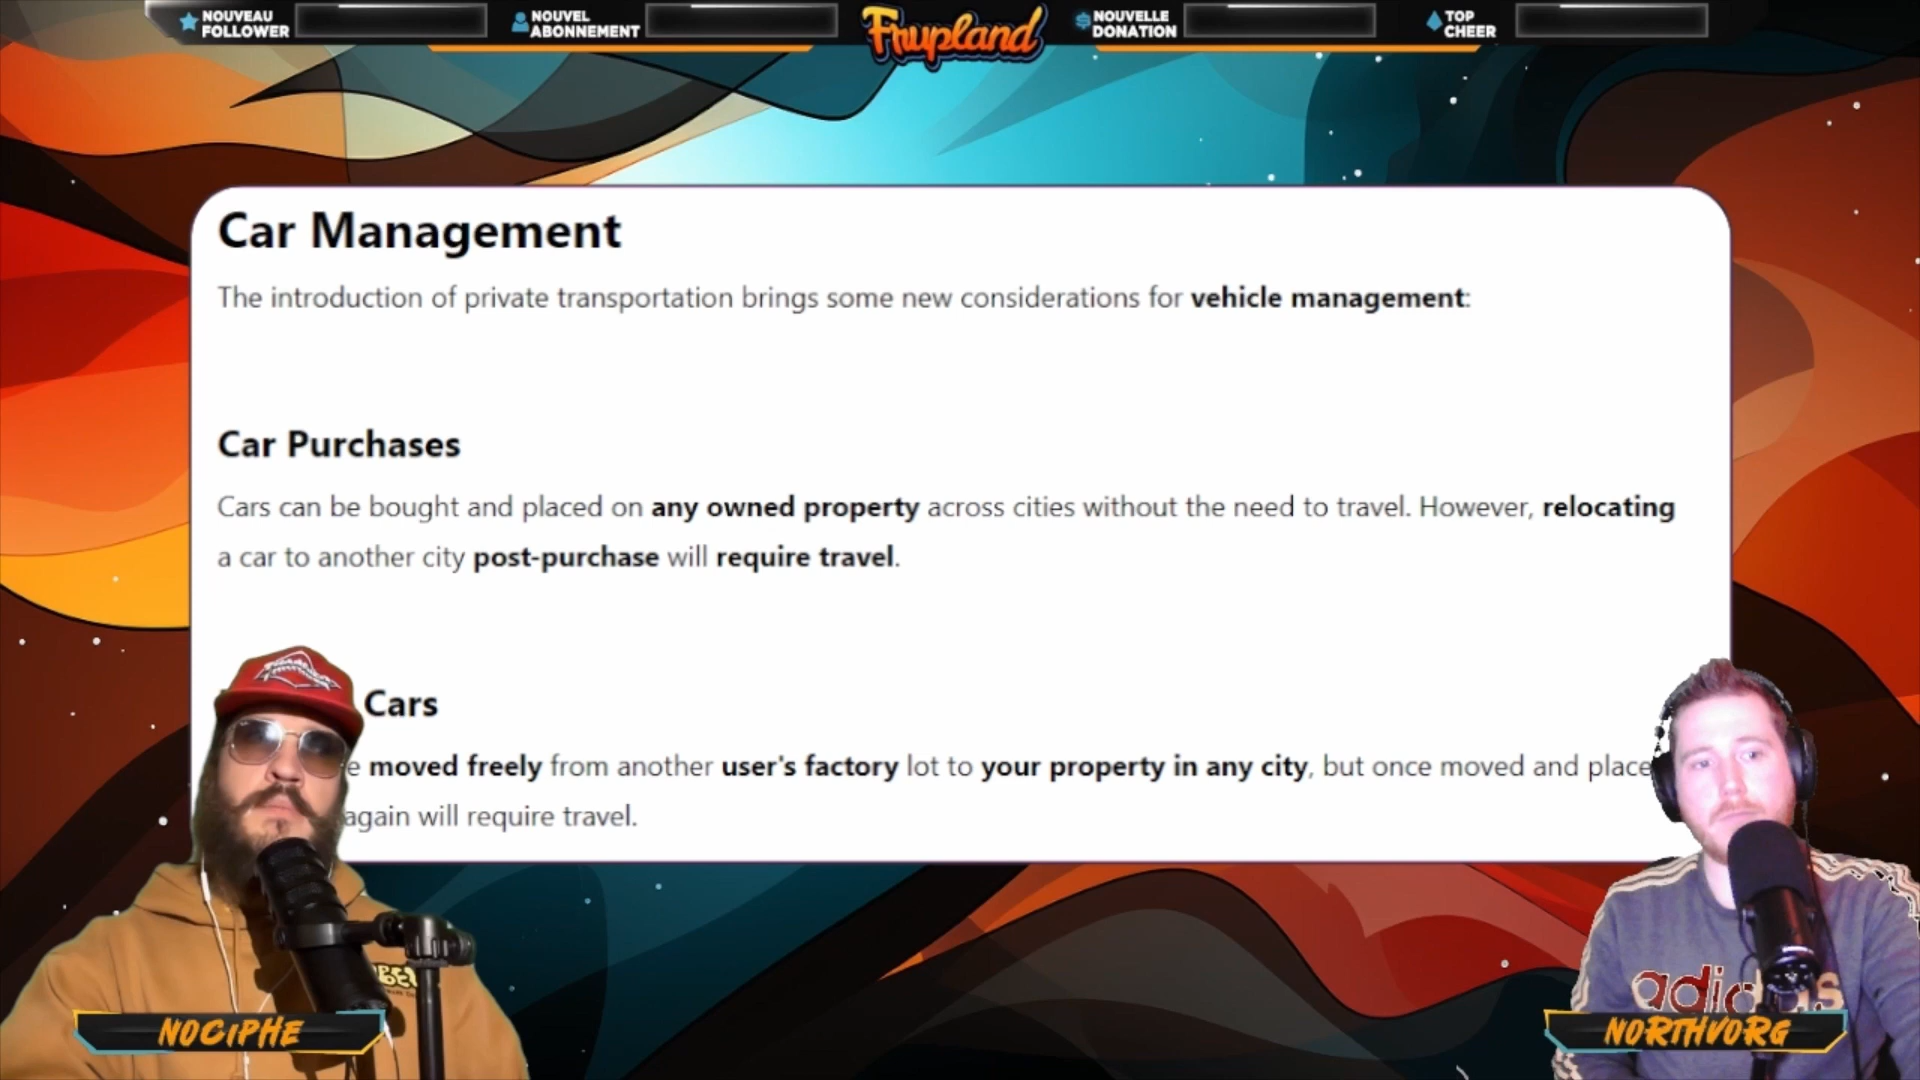 NOUVEAU
FOLLOWER
NOUVEL
ABONNEMENT
Frupland
NOUVELLE
DONATION
TOP
CHEER
Car Management
The introduction of private transportation brings some new considerations for vehicle management:
Car Purchases
Cars can be bought and placed on any owned property across cities without the need to travel. However, relocating
a car to another city post-purchase will require travel.
Cars
e moved freely from another user's factory lot to your property in any city, but once moved and place
again will require travel.
adidas
NOCiPHE
NORTHVORG